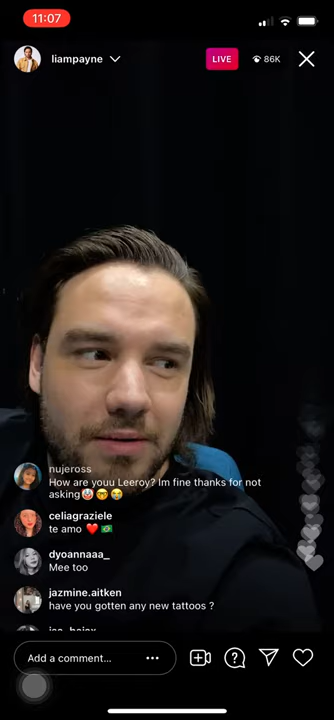 11:07
liampayne
LIVE
86K
nujeross
How are youu Leeroy? Im fine thanks for not
asking🤡🤓😭
celiagraziele
te amo ❤️🇧🇷
dyoannaaa_
Mee too
jazmine.aitken
have you gotten any new tattoos ?
Add a comment...